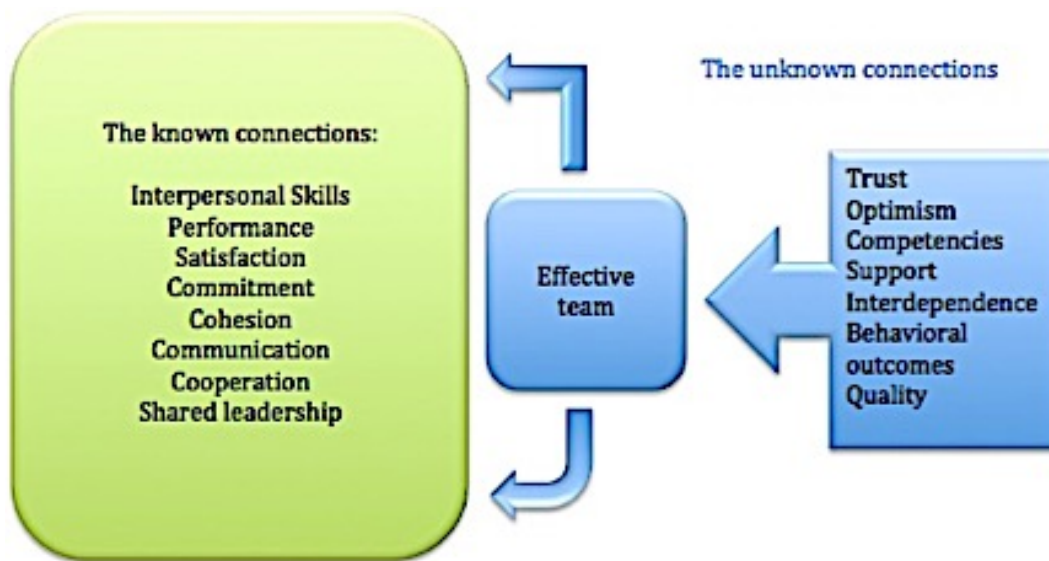 The known connections:
Interpersonal Skills
Performance
Satisfaction
Commitment
Cohesion
Communication
Cooperation
Shared leadership
Effective
team
The unknown connections
Trust
Optimism
Competencies
Support
Interdependence
Behavioral
outcomes
Quality